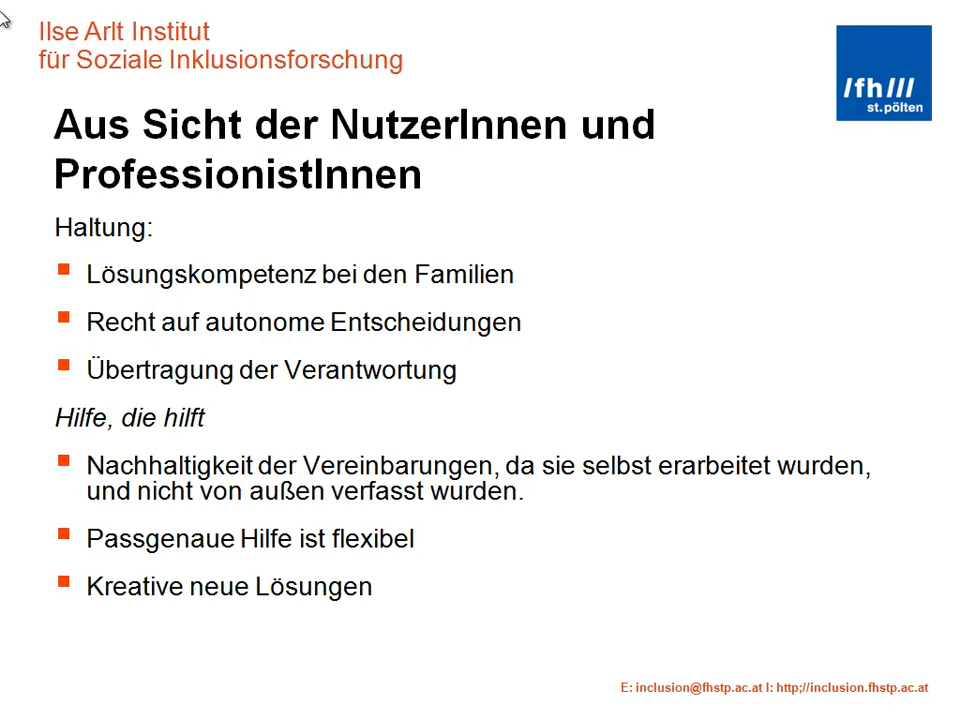 Ilse Arlt Institut
für Soziale Inklusionsforschung
/fh///
st.pölten
Aus Sicht der NutzerInnen und
ProfessionistInnen
Haltung:
Lösungskompetenz bei den Familien
Recht auf autonome Entscheidungen
Übertragung der Verantwortung
Hilfe, die hilft
Nachhaltigkeit der Vereinbarungen, da sie selbst erarbeitet wurden,
und nicht von außen verfasst wurden.
Passgenaue Hilfe ist flexibel
Kreative neue Lösungen
E: inclusion@fhstp.ac.at I: http;//inclusion.fhstp.ac.at